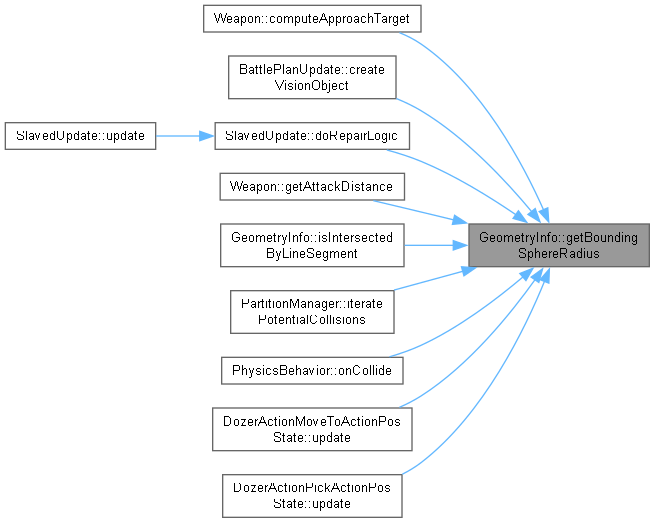 Weapon::computeApproachTarget
BattlePlanUpdate::create
VisionObject
SlavedUpdate::update
SlavedUpdate::doRepairLogic
Weapon::getAttackDistance
GeometryInfo::isIntersected
ByLineSegment
GeometryInfo::getBounding
SphereRadius
PartitionManager::iterate
PotentialCollisions
PhysicsBehavior::onCollide
DozerActionMoveToActionPos
State::update
DozerActionPickActionPos
State::update